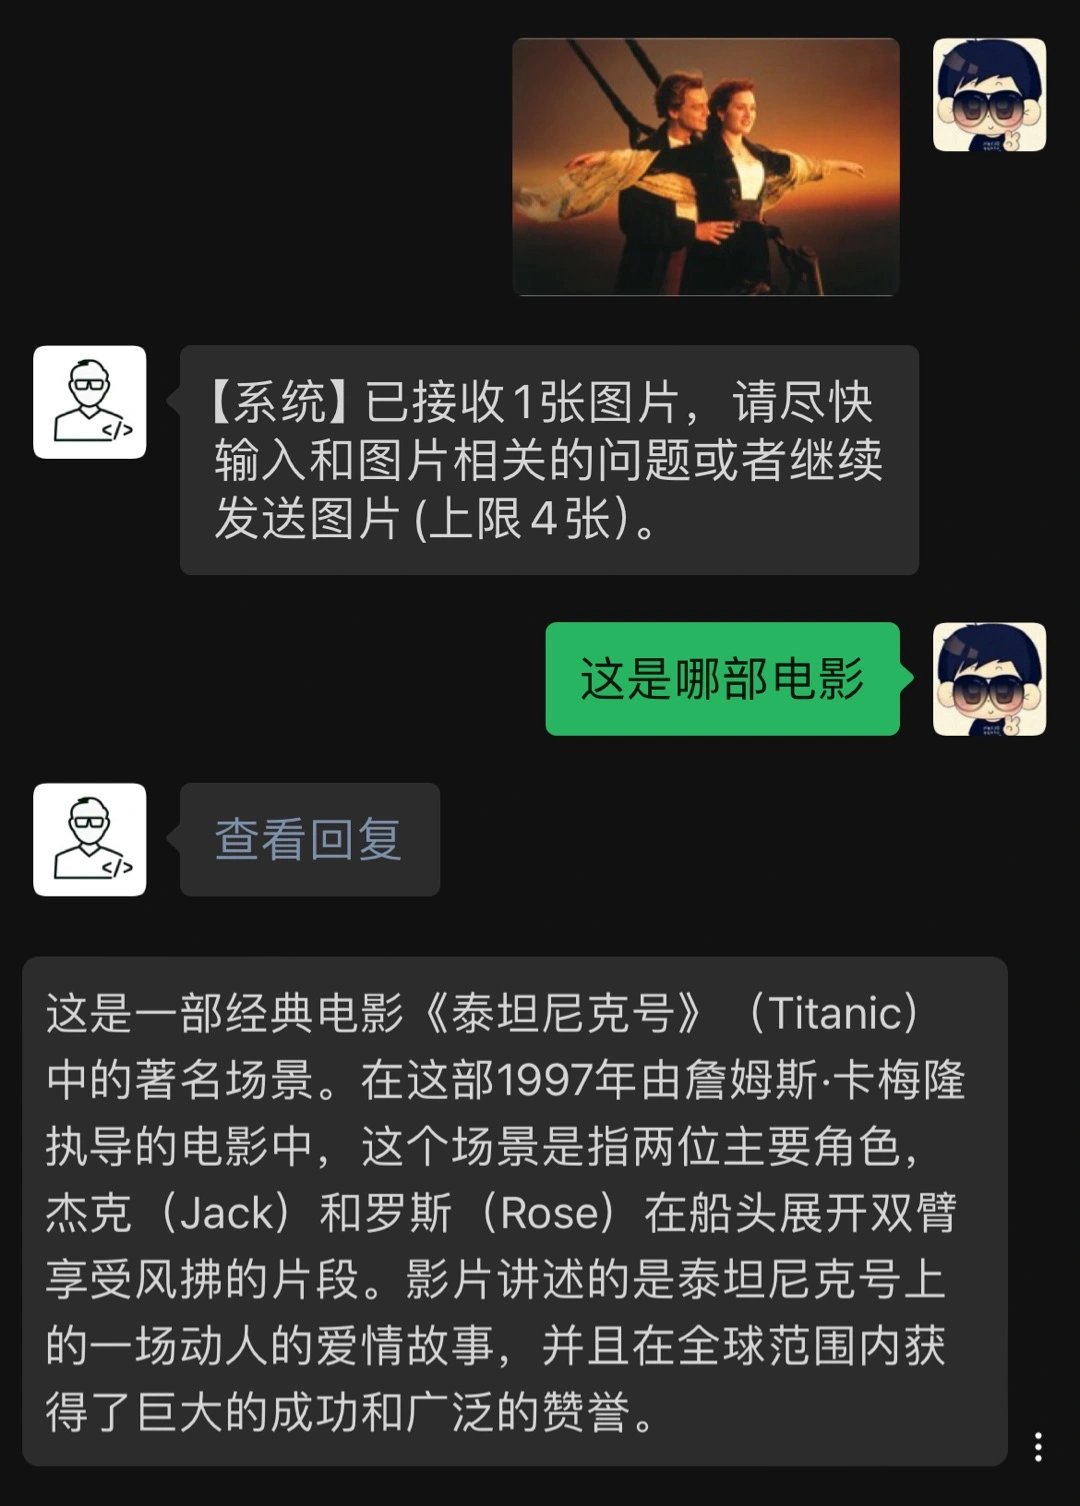 【系统】已接收1张图片，请尽快
输入和图片相关的问题或者继续
发送图片(上限4张)。
这是哪部电影
查看回复
这是一部经典电影《泰坦尼克号》（Titanic）
中的著名场景。在这部1997年由詹姆斯·卡梅隆
执导的电影中，这个场景是指两位主要角色，
杰克（Jack）和罗斯（Rose）在船头展开双臂
享受风拂的片段。影片讲述的是泰坦尼克号上
的一场动人的爱情故事，并且在全球范围内获
得了巨大的成功和广泛的赞誉。